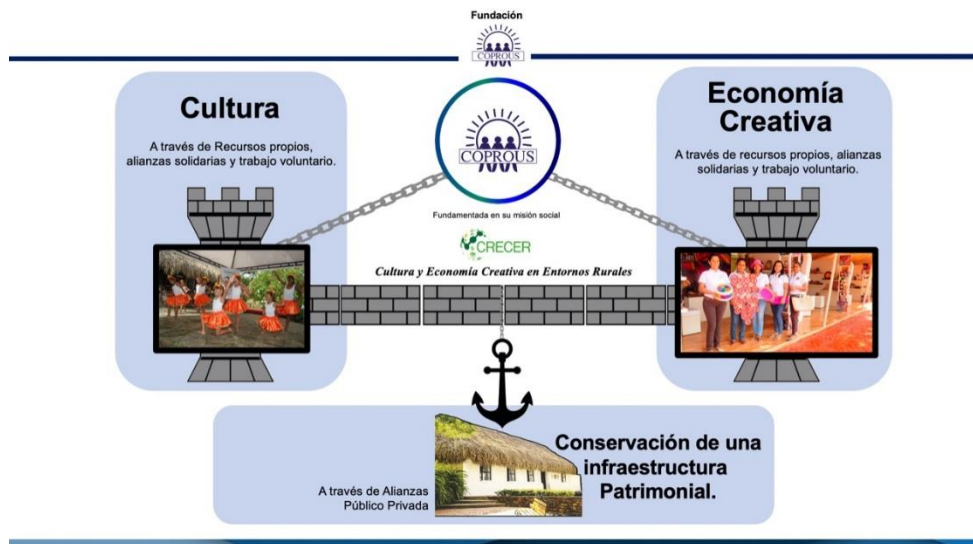 Fundación
COPROUS
Cultura
A través de Recursos propios,
alianzas solidarias y trabajo voluntario.
COPROUS
Economía
Creativa
A través de recursos propios, alianzas
solidarias y trabajo voluntario.
Fundamentada en su misión social
CRECER
Cultura y Economía Creativa en Entornos Rurales
Conservación de una
infraestructura
Patrimonial.
A través de Alianzas
Público Privada